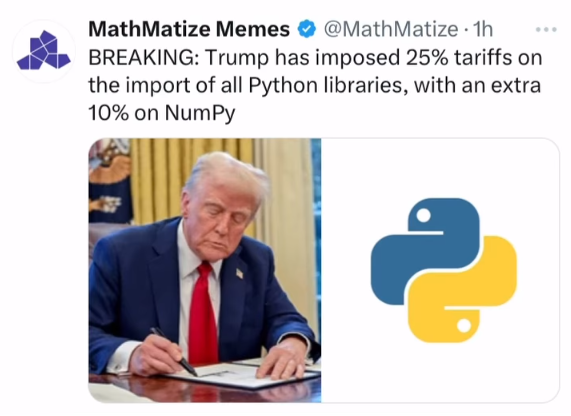 MathMatize Memes @MathMatize · 1h
BREAKING: Trump has imposed 25% tariffs on
the import of all Python libraries, with an extra
10% on NumPy